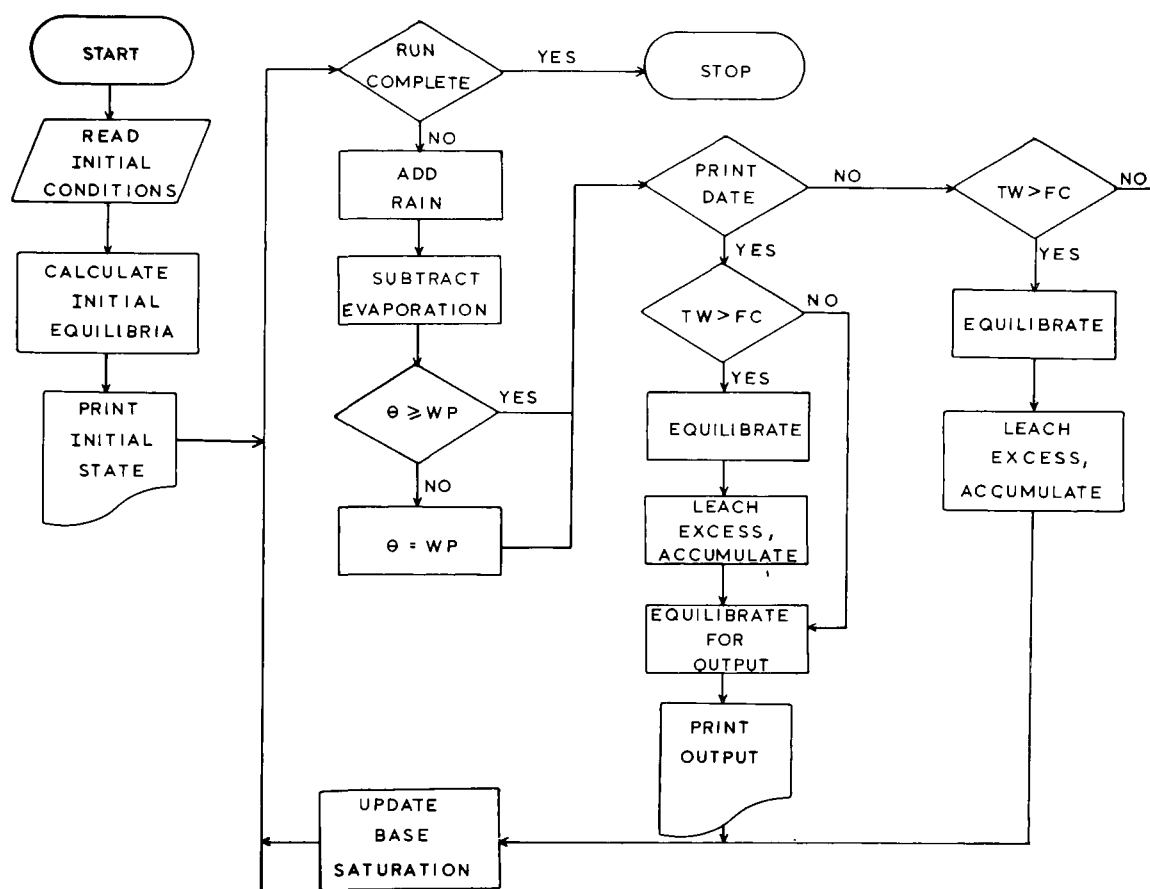 START
READ
INITIAL
CONDITIONS
CALCULATE
INITIAL
EQUILIBRIA
PRINT
INITIAL
STATE
RUN
COMPLETE
YES
STOP
NO
ADD
RAIN
SUBTRACT
EVAPORATION
θ ≥ WP
YES
NO
θ = WP
PRINT
DATE
NO
YES
TW>FC
NO
YES
EQUILIBRATE
LEACH
EXCESS,
ACCUMULATE
EQUILIBRATE
FOR
OUTPUT
PRINT
OUTPUT
TW>FC
NO
YES
EQUILIBRATE
LEACH
EXCESS,
ACCUMULATE
UPDATE
BASE
SATURATION